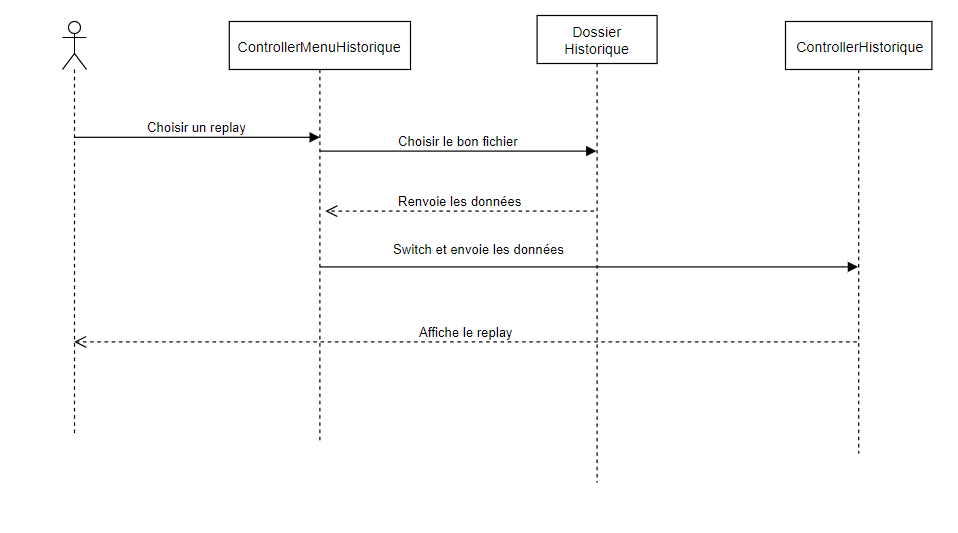 ControllerMenuHistorique
Dossier
Historique
ControllerHistorique
Choisir un replay
Choisir le bon fichier
Renvoie les données
Switch et envoie les données
Affiche le replay